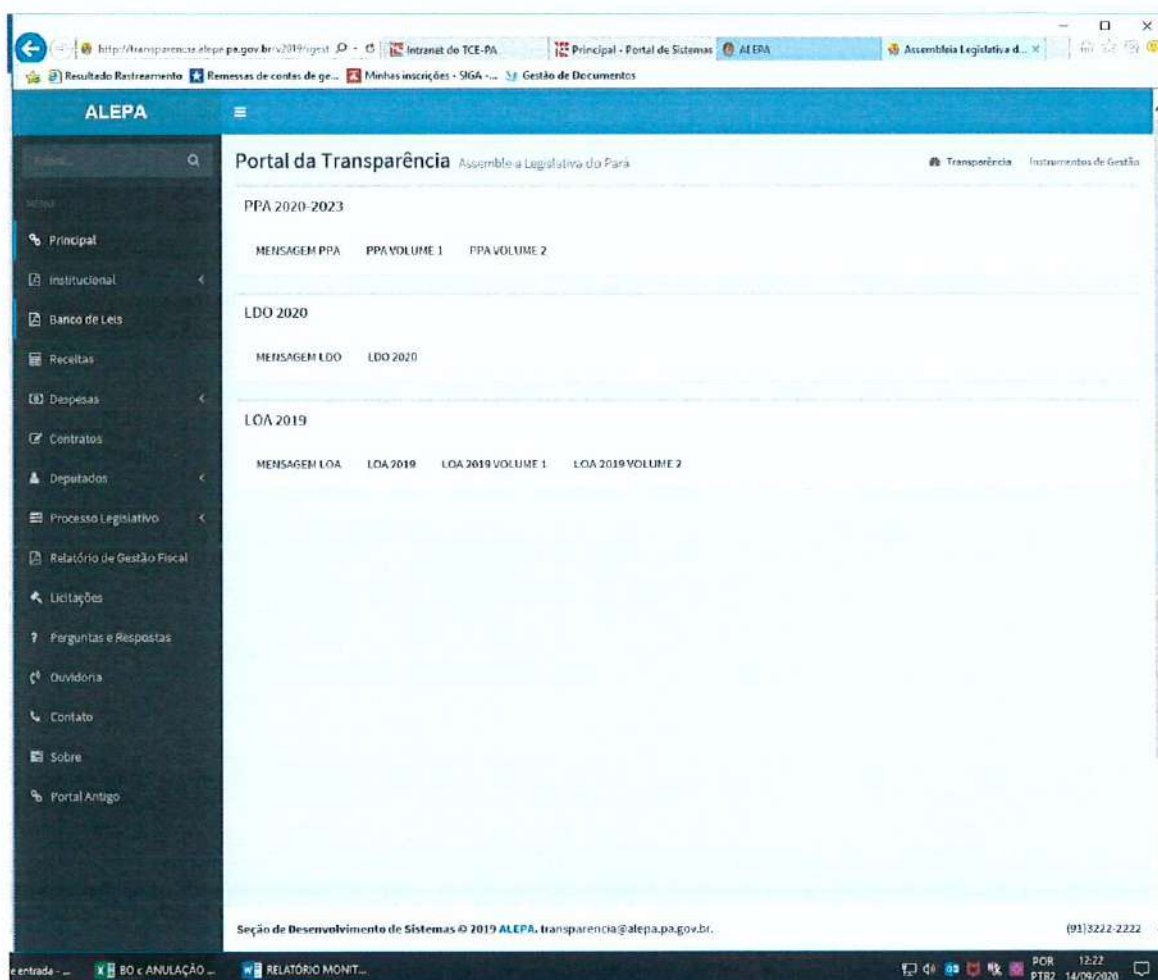 Intranet do TCE-PA
Principal - Portal de Sistemas
ALEPA
Assembleia Legislativa d...
Resultado Rastreamento
Remessas de contas de ge...
Minhas inscrições - SIGA -...
Gestão de Documentos
ALEPA
Portal da Transparência Assembleia Legislativa do Pará
Transparência Instrumentos de Gestão
MENU
PPA 2020-2023
MENSAGEM PPA PPA VOLUME 1 PPA VOLUME 2
LDO 2020
MENSAGEM LDO LDO 2020
LOA 2019
MENSAGEM LOA LOA 2019 LOA 2019 VOLUME 1 LOA 2019 VOLUME 2
Principal
Institucional
Banco de Leis
Receitas
Despesas
Contratos
Deputados
Processo Legislativo
Relatório de Gestão Fiscal
Licitações
Perguntas e Respostas
Ouvidoria
Contato
Sobre
Portal Antigo
Seção de Desenvolvimento de Sistemas © 2019 ALEPA. transparencia@alepa.pa.gov.br.
(91)3222-2222
e entrada - ...
BO c ANULAÇÃO ...
RELATÓRIO MONIT...
POR
PTB2
12:22
14/09/2020